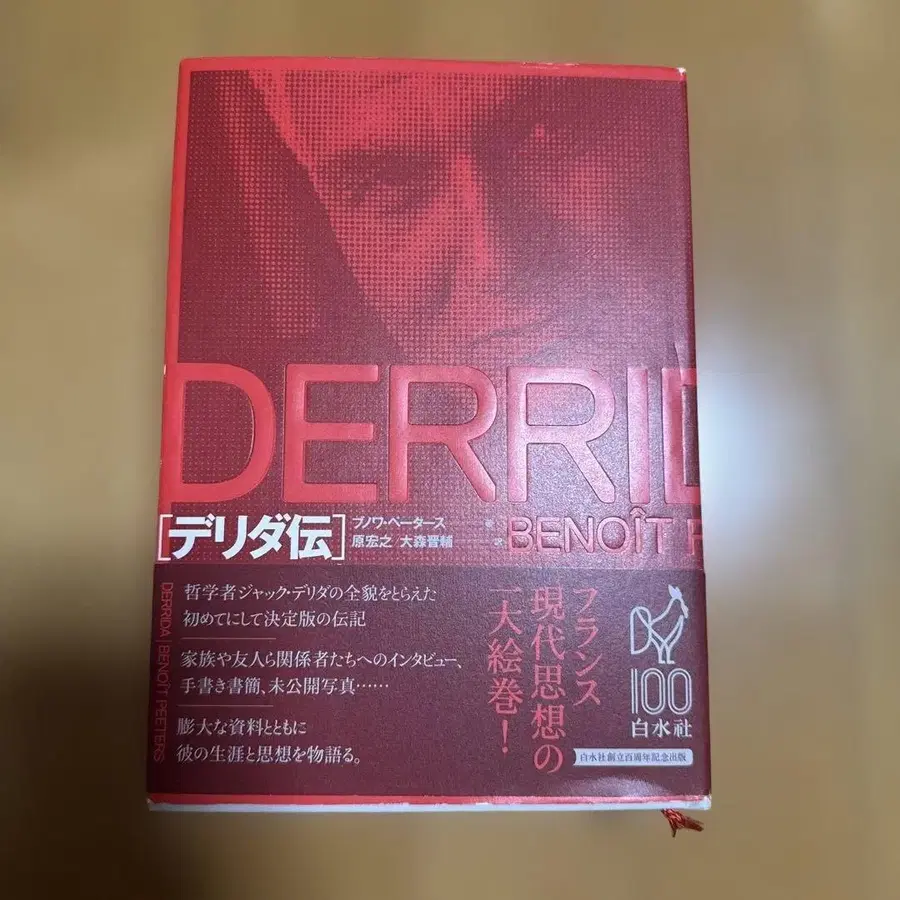 DERRID
[デリダ伝]
ブノワ・ペータース 著
原宏之/大森晋輔 訳
BENOÎT P
哲学者ジャック・デリダの全貌をとらえた
初めてにして決定版の伝記
家族や友人ら関係者たちへのインタビュー、
手書き書簡、未公開写真……
膨大な資料とともに
彼の生涯と思想を物語る。
フランス
現代思想の
一大絵巻!
100
白水社
白水社創立百周年記念出版
DERRIDA | BENOÎT PEETERS